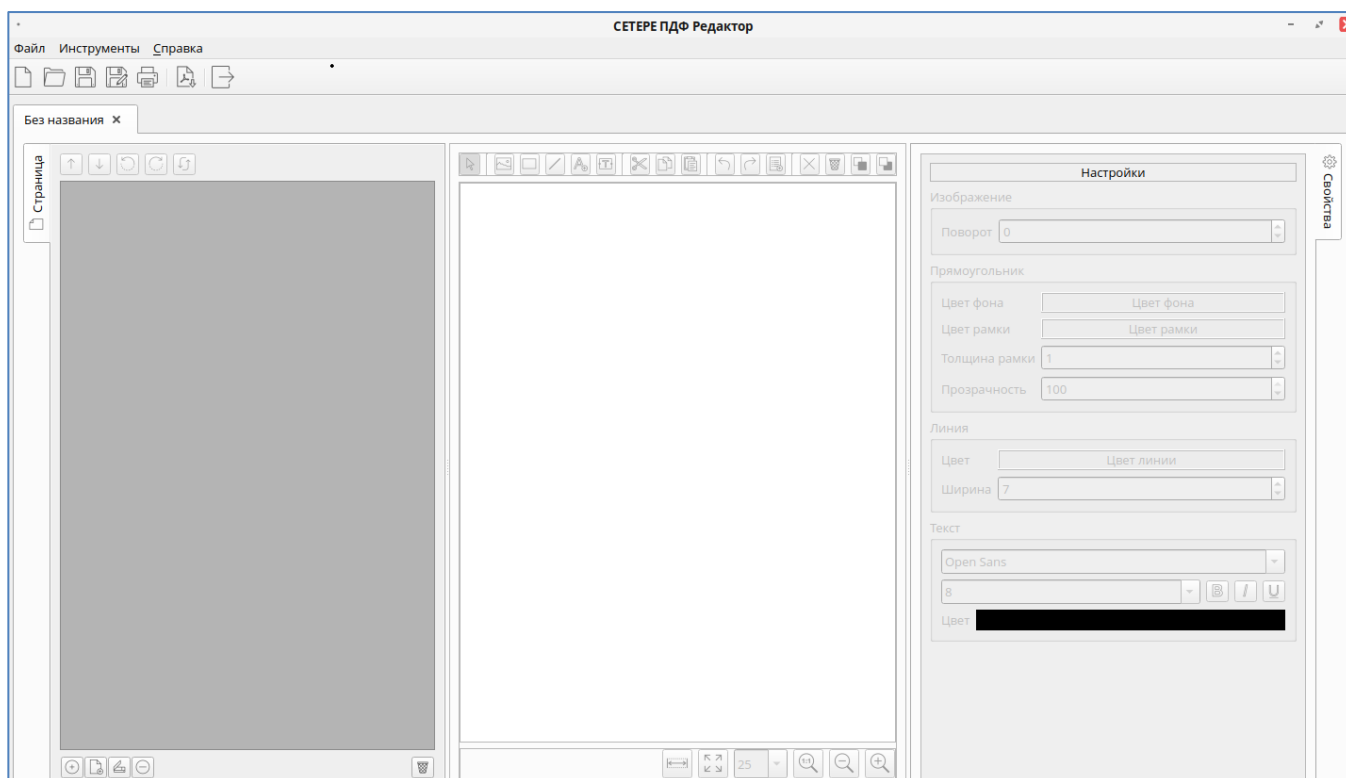 СЕТЕРЕ ПДФ Редактор
Файл Инструменты Справка
Без названия
Страница
Свойства
Настройки
Изображение
Поворот 0
Прямоугольник
Цвет фона Цвет фона
Цвет рамки Цвет рамки
Толщина рамки 1
Прозрачность 100
Линия
Цвет Цвет линии
Ширина 7
Текст
Open Sans
8 B I U
Цвет
25